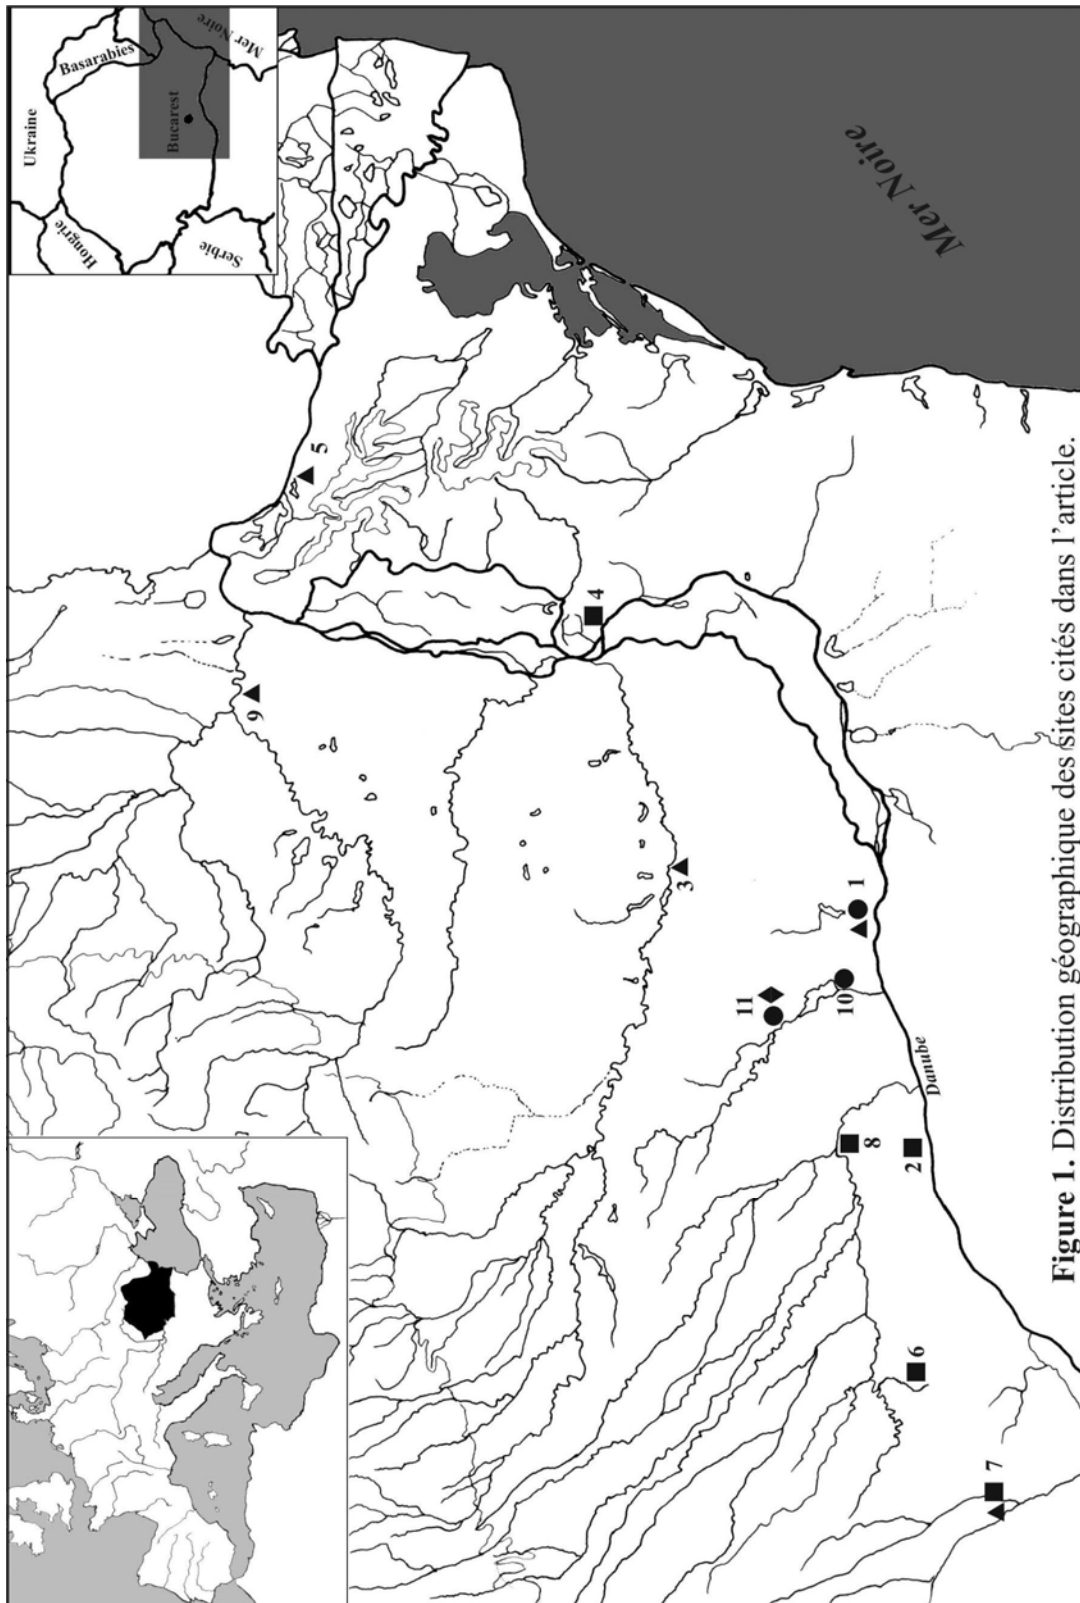 Ukraine
Basarabies
Hongrie
Mer Noire
Bucarest
Serbie
Mer Noire
5
9
4
3
11
1
10
Danube
8
2
6
7
Figure 1. Distribution géographique des sites cités dans l’article.